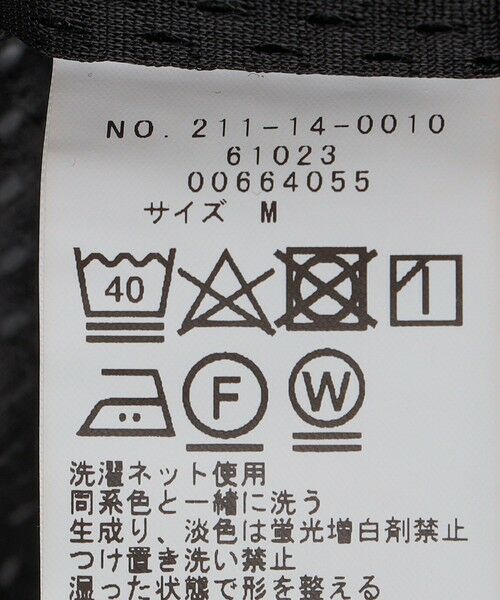 NO. 211-14-0010
61023
00664055
サイズ M
40
F W
洗濯ネット使用
同系色と一緒に洗う
生成り、淡色は蛍光増白剤禁止
つけ置き洗い禁止
湿った状態で形を整える